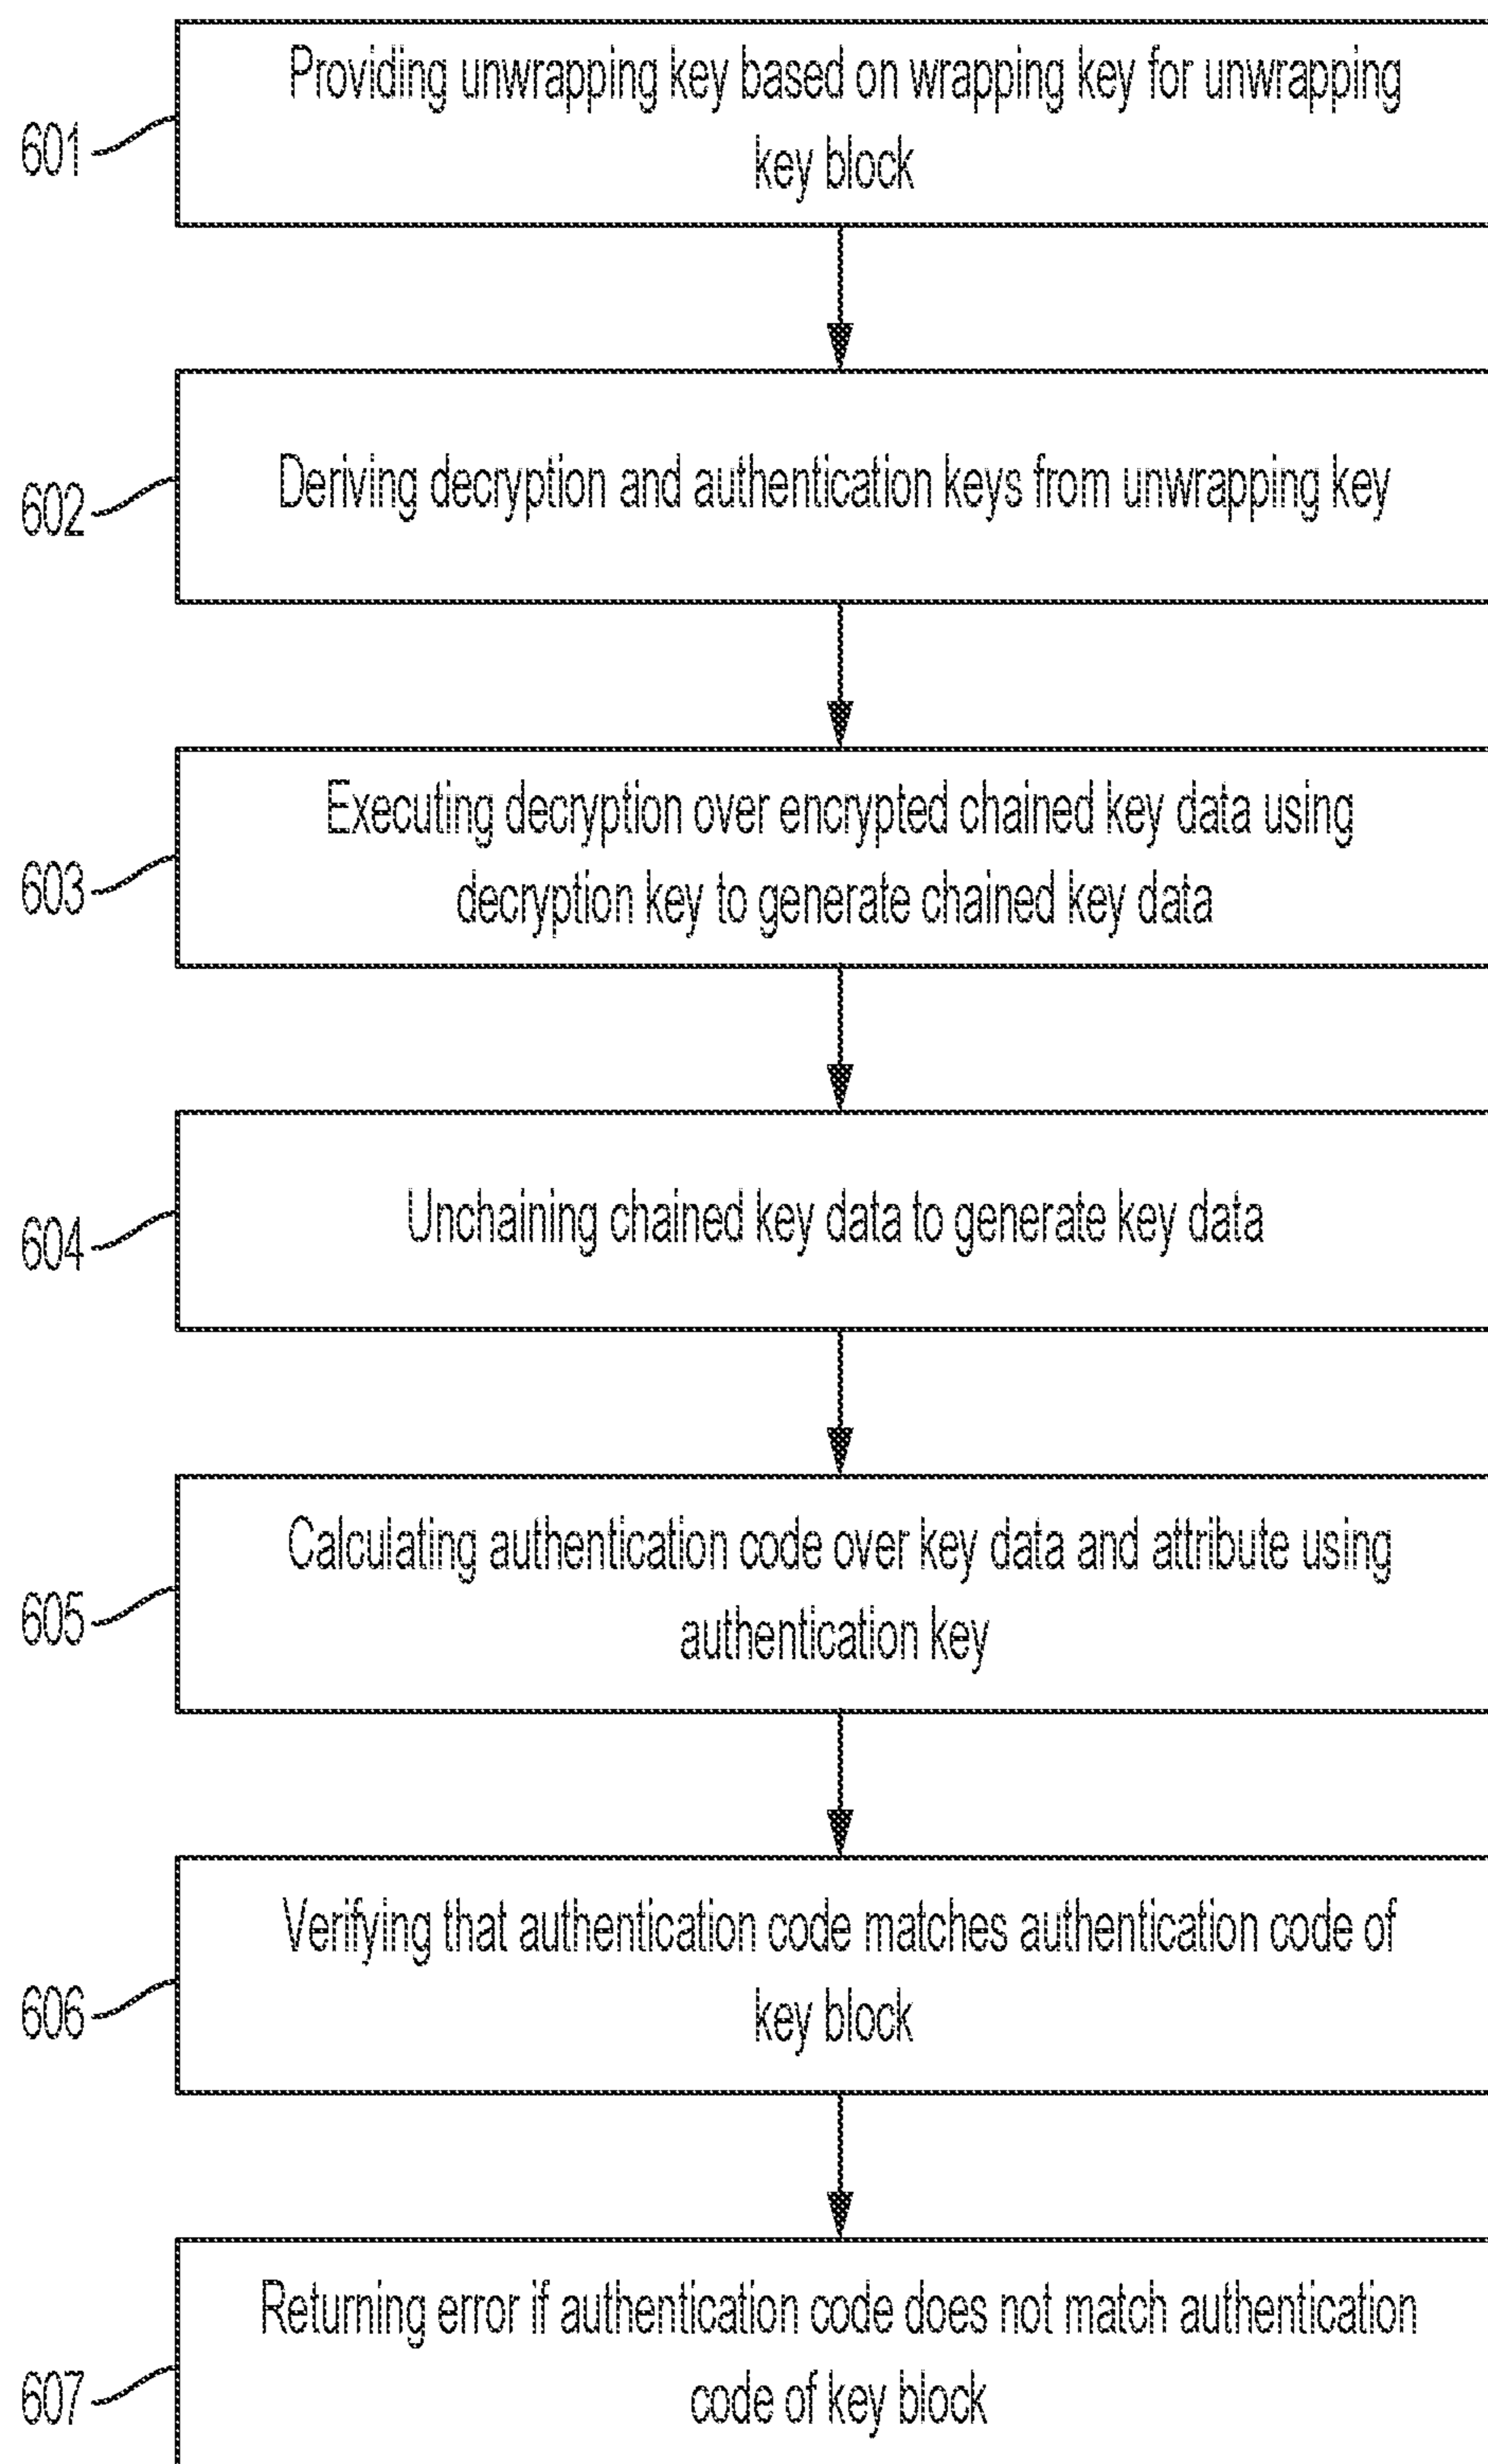 Providing unwrapping key based on wrapping key for unwrapping
key block
601
Deriving decryption and authentication keys from unwrapping key
602
Executing decryption over encrypted chained key data using
decryption key to generate chained key data
603
Unchaining chained key data to generate key data
604
Calculating authentication code over key data and attribute using
authentication key
605
Verifying that authentication code matches authentication code of
key block
606
Returning error if authentication code does not match authentication
code of key block
607